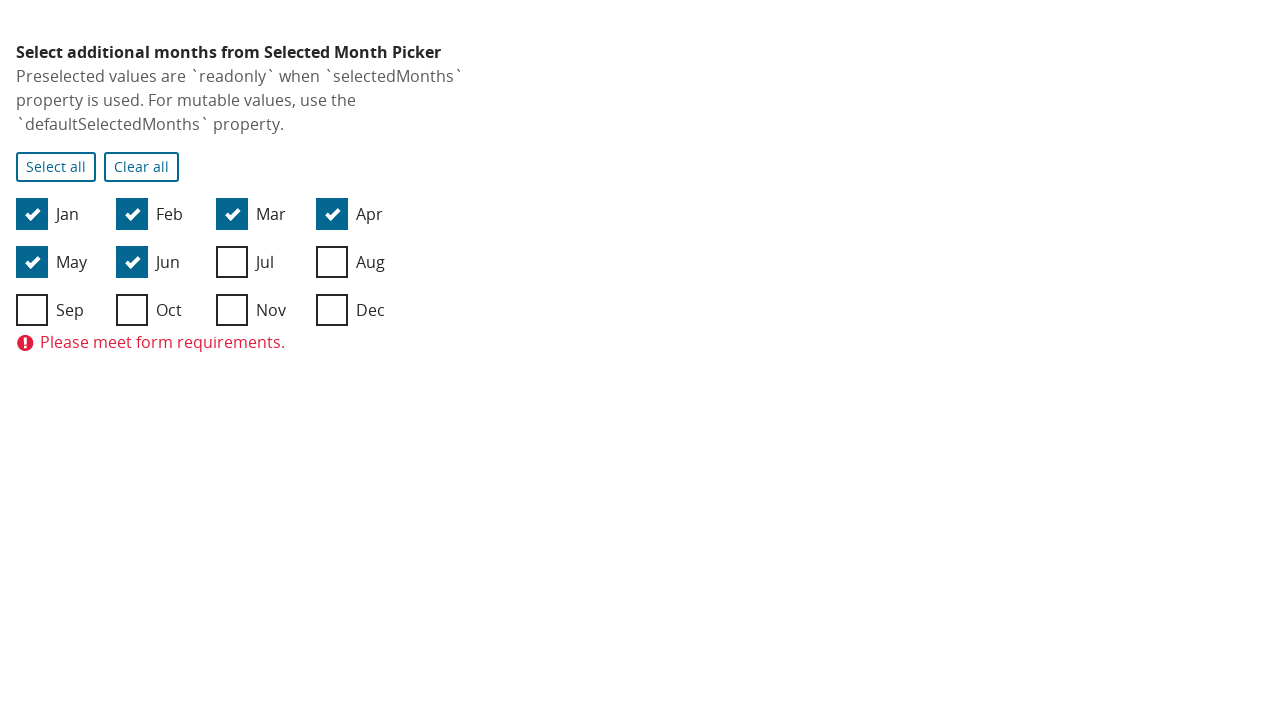 Select additional months from Selected Month Picker
Preselected values are `readonly` when `selectedMonths`
property is used. For mutable values, use the
`defaultSelectedMonths` property.
Select all Clear all
Jan Feb Mar Apr
May Jun Jul Aug
Sep Oct Nov Dec
Please meet form requirements.